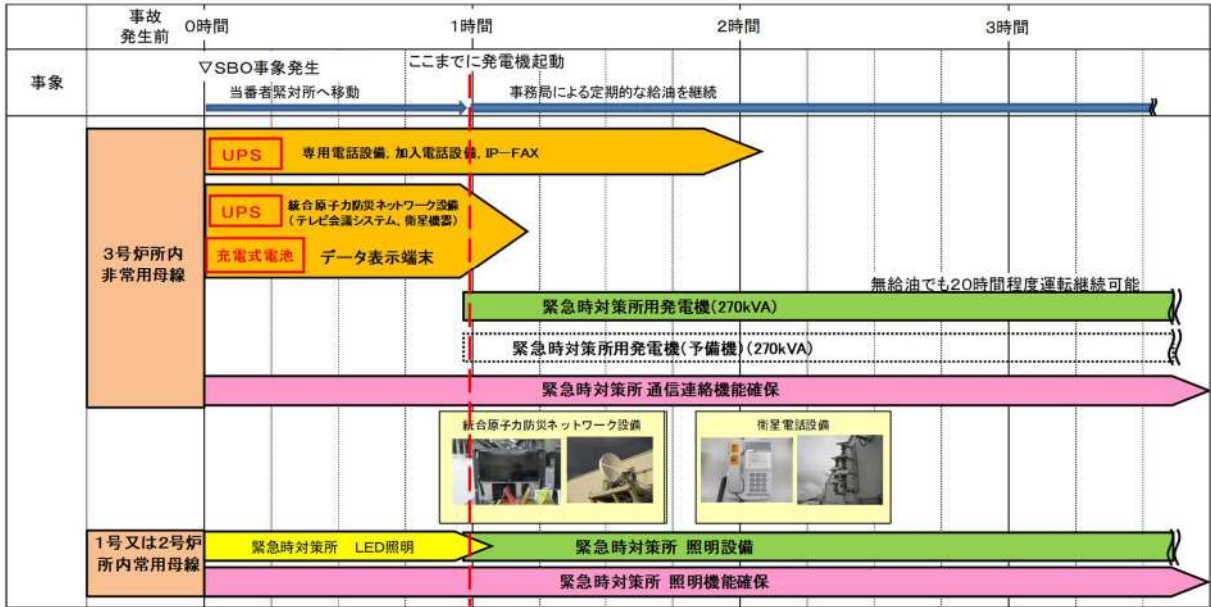 事故
発生前
0時間
1時間
2時間
3時間
事象
▽SBO事象発生
ここまでに発電機起動
当番者緊対所へ移動
事務局による定期的な給油を継続
3号炉所内
非常用母線
UPS
専用電話設備、加入電話設備、IP－FAX
UPS
統合原子力防災ネットワーク設備
(テレビ会議システム、衛星機器)
充電式電池
データ表示端末
無給油でも20時間程度運転継続可能
緊急時対策所用発電機(270kVA)
緊急時対策所用発電機(予備機)(270kVA)
緊急時対策所 通信連絡機能確保
統合原子力防災ネットワーク設備
衛星電話設備
1号又は2号炉
所内常用母線
緊急時対策所 LED照明
緊急時対策所 照明設備
緊急時対策所 照明機能確保